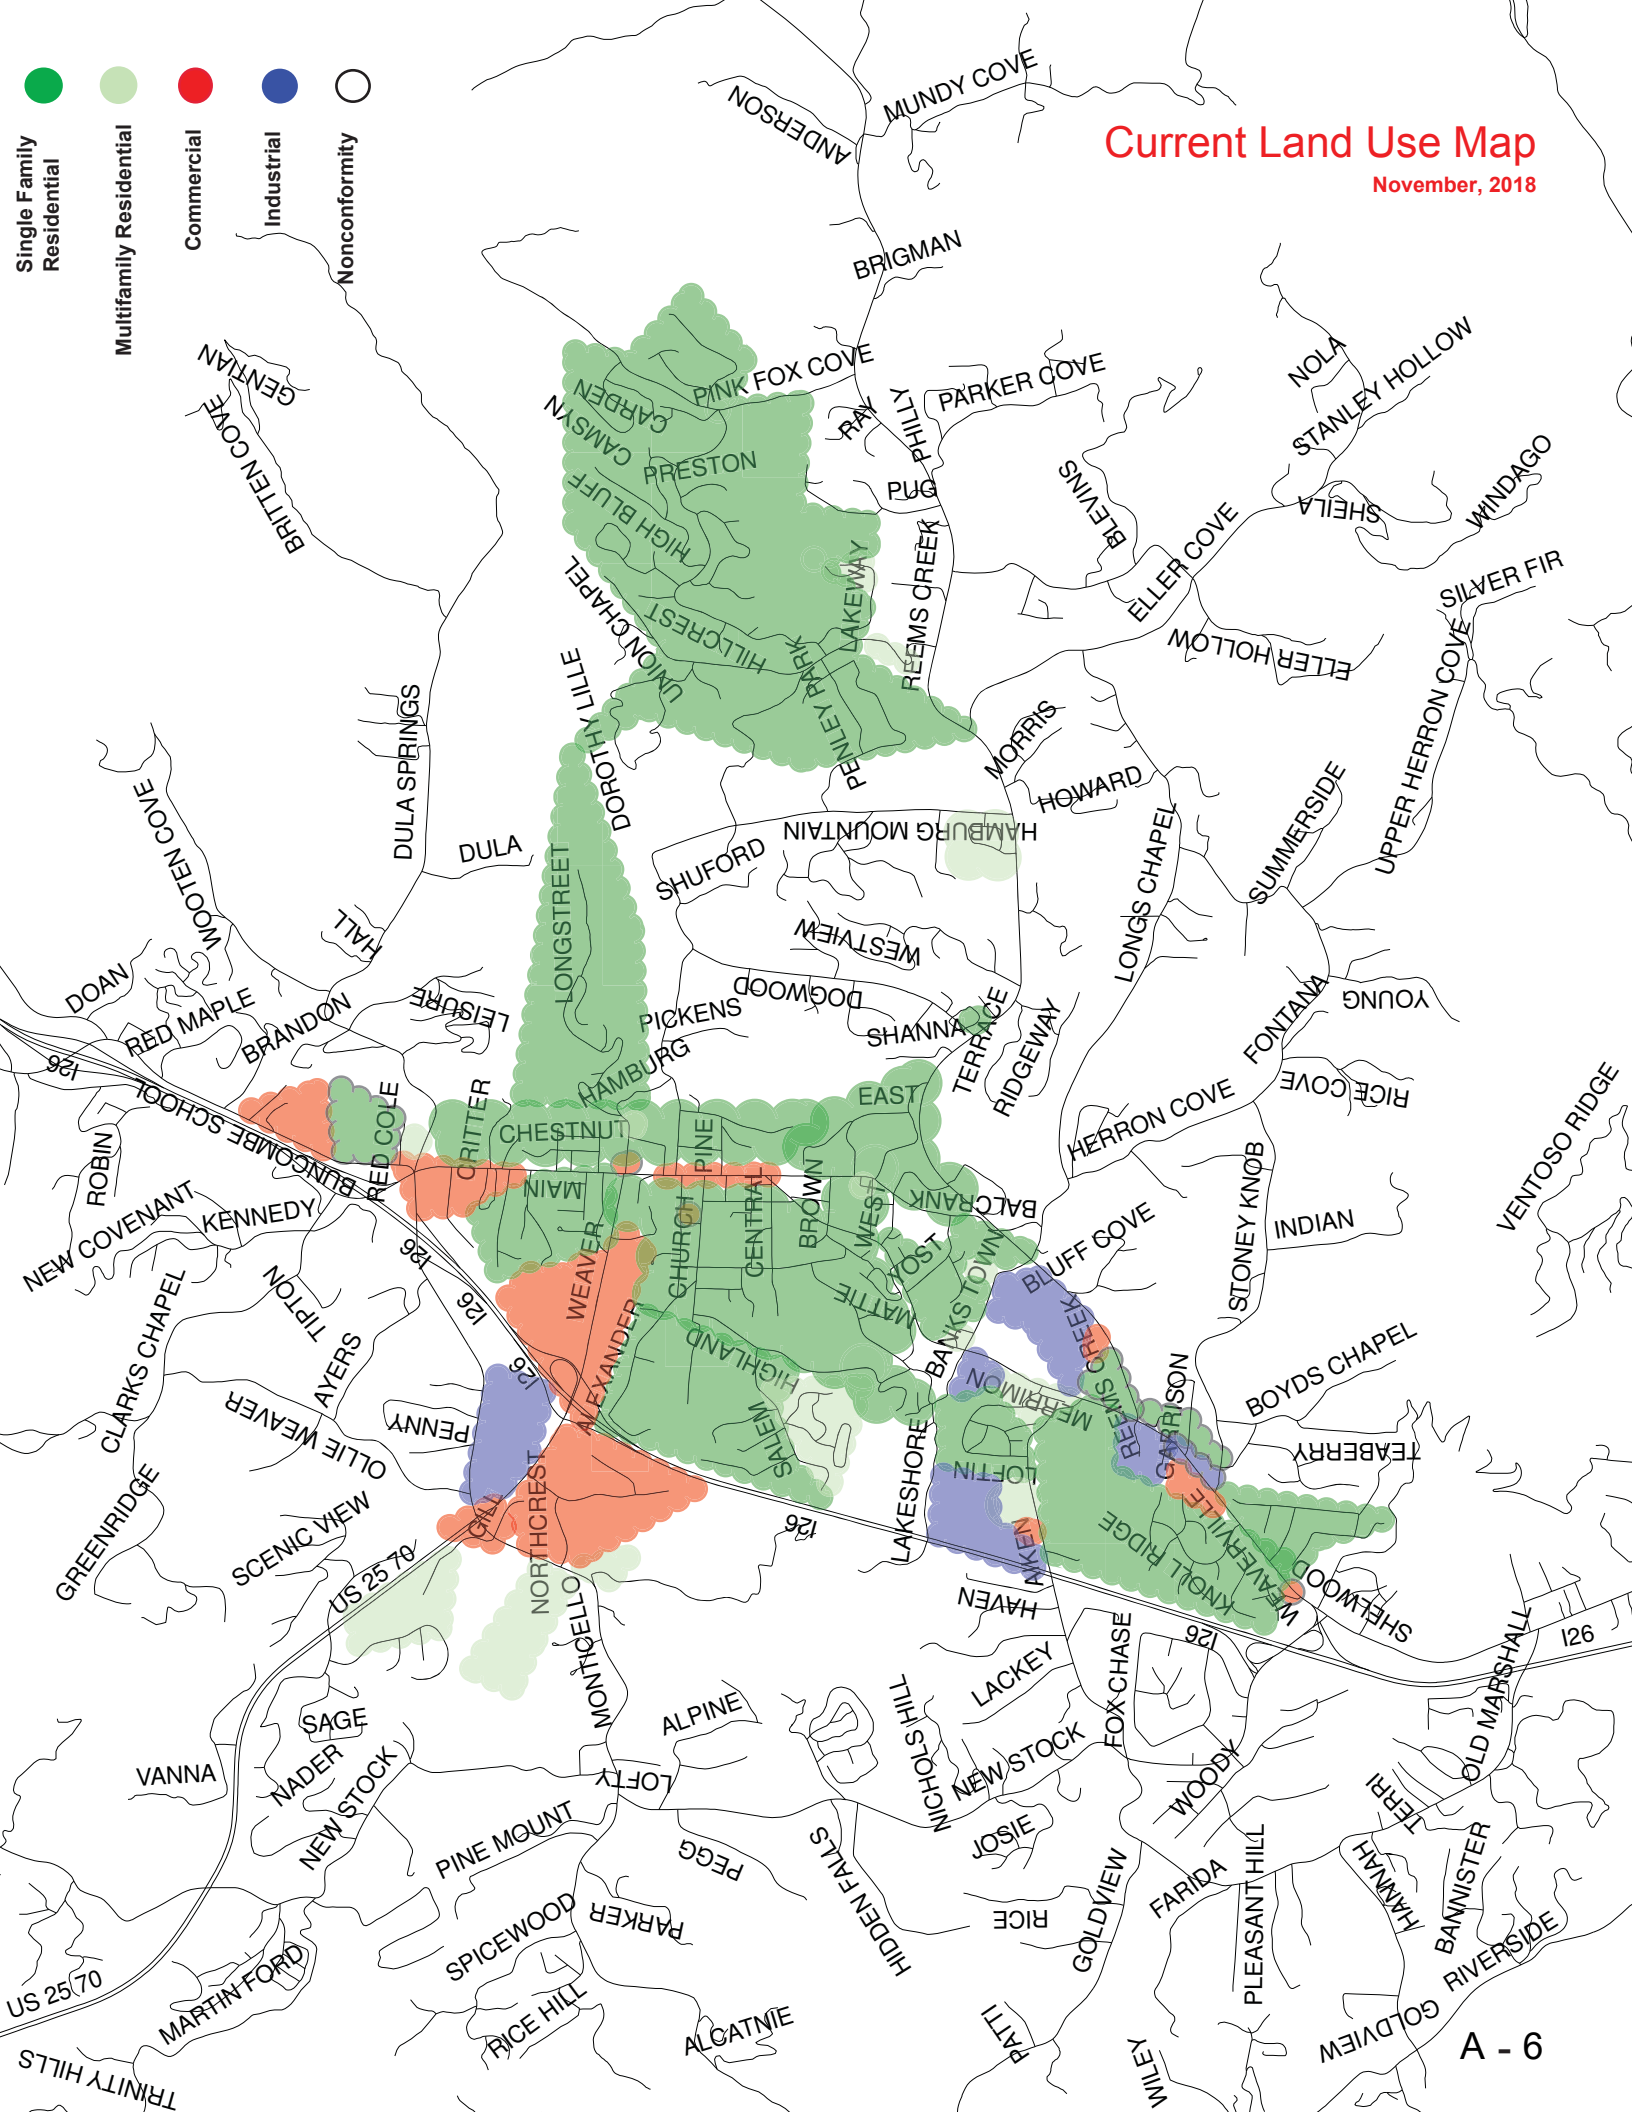 Current Land Use Map
November, 2018
Single Family
Residential
Multifamily Residential
Commercial
Industrial
Nonconformity
MUNDY COVE
ANDERSON
BRIGMAN
GENTIAN
BRITTEN COVE
PINK FOX COVE
CARDEN
CAMSYN
PRESTON
HIGH BLUFF
RAY
PHILLY
PARKER COVE
PUG
NOLA
STANLEY HOLLOW
BLEVINS
SHEILA
WINDAGO
ELLER COVE
SILVER FIR
ELLER HOLLOW
UPPER HERRON COVE
REEMS CREEK
LAKEWAY
HILLCREST
UNION CHAPEL
PENLEY PARK
DOROTHY LILLE
DULA SPRINGS
MORRIS
HOWARD
WOOTEN COVE
DULA
HAMBURG MOUNTAIN
SHUFORD
LONGSTREET
LONGS CHAPEL
SUMMERSIDE
HALL
WESTVIEW
DOAN
RED MAPLE
BRANDON
LEISURE
PICKENS
DOGWOOD
SHANNA
TERRACE
RIDGEWAY
FONTANA
YOUNG
I26
BUNCOMBE SCHOOL
HAMBURG
EAST
RICE COVE
HERRON COVE
VENTOSO RIDGE
ROBIN
RED COLE
CRITTER
CHESTNUT
PINE
NEW COVENANT
KENNEDY
MAIN
CHURCH
CENTRAL
BROWN
WEST
BALCRANK
STONEY KNOB
INDIAN
BLUFF COVE
I26
TIPTON
WEAVER
YOST
MATTIE
BANKS TOWN
CLARKS CHAPEL
I26
AYERS
I26
ALEXANDER
HIGHLAND
MERRIMON
REEMS CREEK
GARRISON
BOYDS CHAPEL
OLLIE WEAVER
PENNY
SALEM
LAKESHORE
LOFTIN
TEABERRY
GREENRIDGE
SCENIC VIEW
GILL
NORTHCREST
I26
AIKEN
KNOLL RIDGE
WEAVERVILLE
SHELWOOD
US 25 70
MONTICELLO
HAVEN
I26
I26
LACKEY
FOX CHASE
OLD MARSHALL
SAGE
ALPINE
NICHOLS HILL
NEW STOCK
WOODY
VANNA
NADER
NEW STOCK
LOFTY
TERRI
PINE MOUNT
PEGG
HIDDEN FALLS
JOSIE
GOLDVIEW
FARIDA
PLEASANT HILL
HANNAH
BANNISTER
SPICEWOOD
PARKER
RICE
RIVERSIDE
US 25 70
MARTIN FORD
RICE HILL
ALCATNIE
PATTI
WILEY
GOLDVIEW
TRINITY HILLS
A - 6